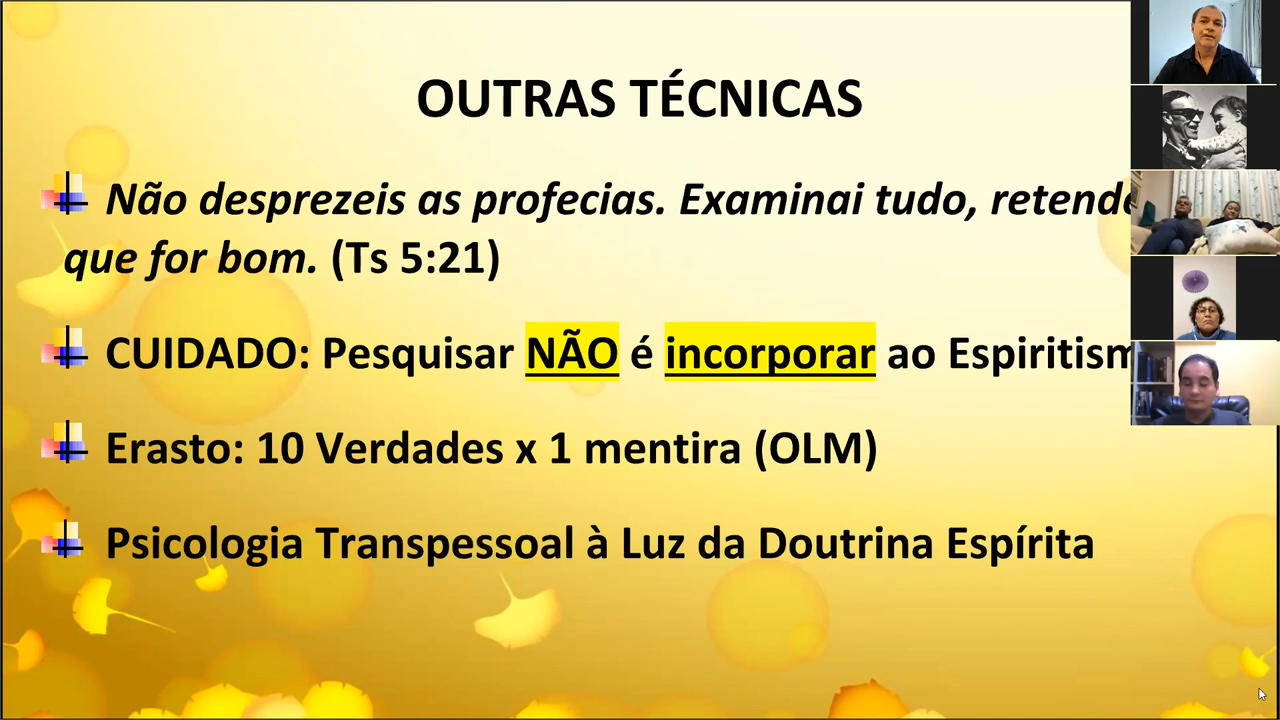 OUTRAS TÉCNICAS
Não desprezeis as profecias. Examinai tudo, retende
que for bom. (Ts 5:21)
CUIDADO: Pesquisar NÃO é incorporar ao Espiritism
Erasto: 10 Verdades x 1 mentira (OLM)
Psicologia Transpessoal à Luz da Doutrina Espírita